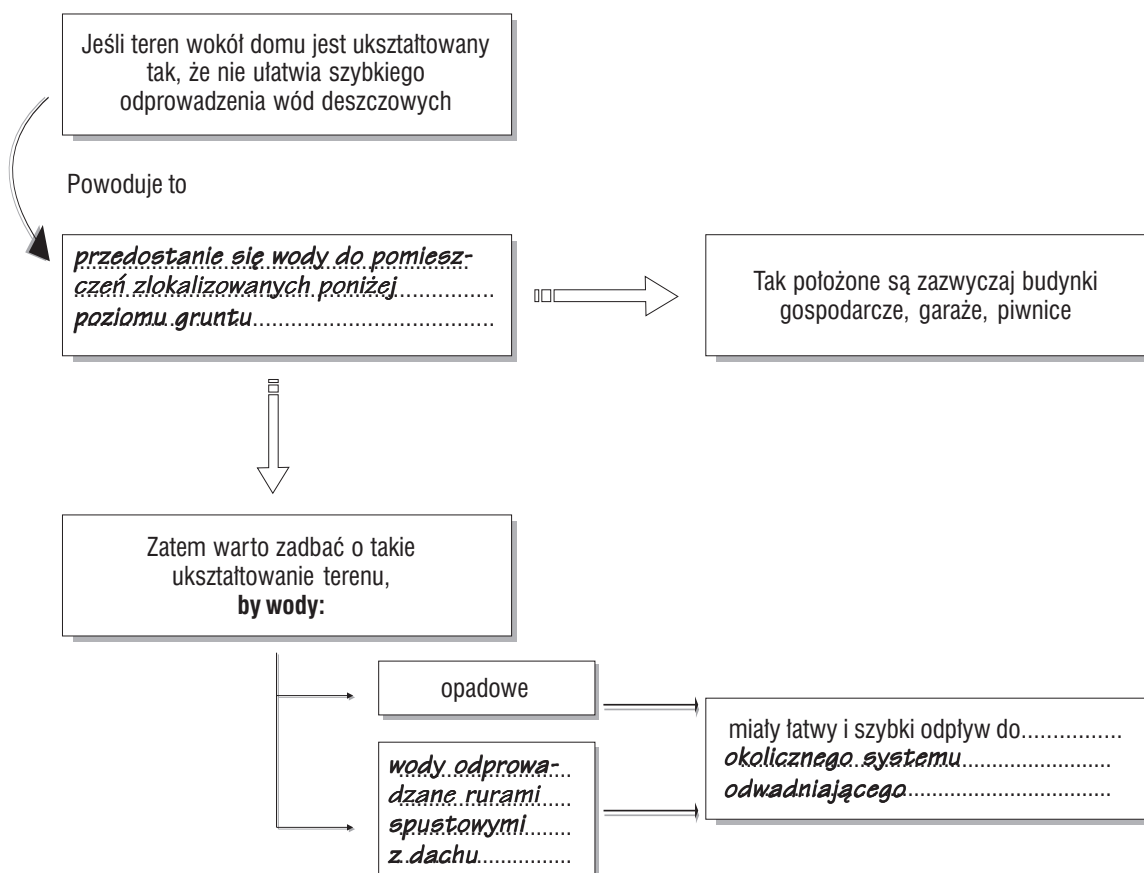 Jeśli teren wokół domu jest ukształtowany
tak, że nie ułatwia szybkiego
odprowadzenia wód deszczowych
Powoduje to
przedostanie się wody do pomiesz-
czeń zlokalizowanych poniżej
poziomu gruntu
Tak położone są zazwyczaj budynki
gospodarcze, garaże, piwnice
Zatem warto zadbać o takie
ukształtowanie terenu,
by wody:
opadowe
wody odprowa-
dzane rurami
spustowymi
z dachu
miały łatwy i szybki odpływ do................
okolicznego systemu
odwadniającego